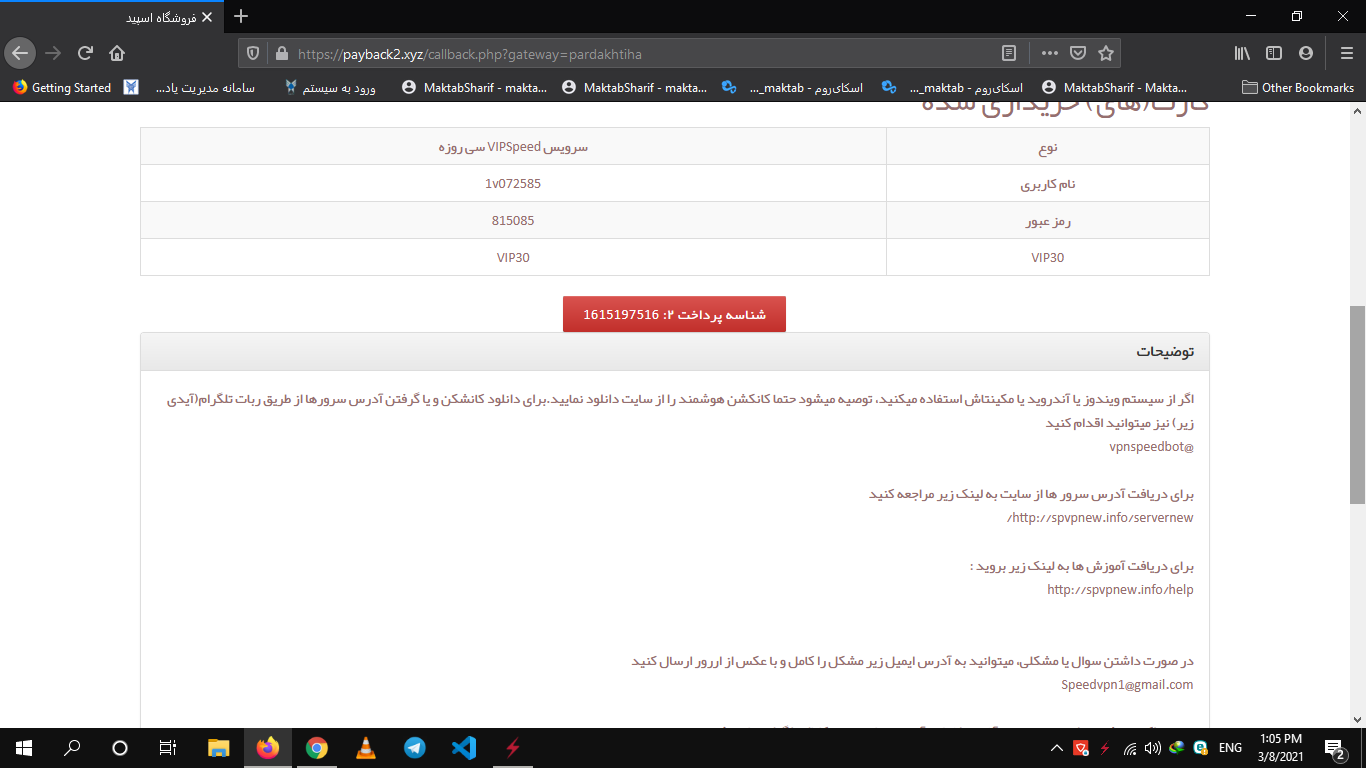 فروشگاه اسپید
https://payback2.xyz/callback.php?gateway=pardakhtiha
Getting Started
سامانه مدیریت یاد...
ورود به سیستم
MaktabSharif - makta...
MaktabSharif - makta...
اسکای‌روم - maktab_...
اسکای‌روم - maktab_...
MaktabSharif - Makta...
Other Bookmarks
کارت(های) خریداری شده
نوع سرویس VIPSpeed سی روزه
نام کاربری 1v072585
رمز عبور 815085
VIP30 VIP30
شناسه پرداخت ۲: 1615197516
توضیحات
اگر از سیستم ویندوز یا آندروید یا مکینتاش استفاده میکنید، توصیه میشود حتما کانکشن هوشمند را از سایت دانلود نمایید.برای دانلود کانشکن و یا گرفتن آدرس سرورها از طریق ربات تلگرام(آیدی
زیر) نیز میتوانید اقدام کنید
@vpnspeedbot
برای دریافت آدرس سرور ها از سایت به لینک زیر مراجعه کنید
http://spvpnew.info/servernew/
برای دریافت آموزش ها به لینک زیر بروید :
http://spvpnew.info/help
در صورت داشتن سوال یا مشکلی، میتوانید به آدرس ایمیل زیر مشکل را کامل و با عکس از اررور ارسال کنید
Speedvpn1@gmail.com
ENG
1:05 PM
3/8/2021
2